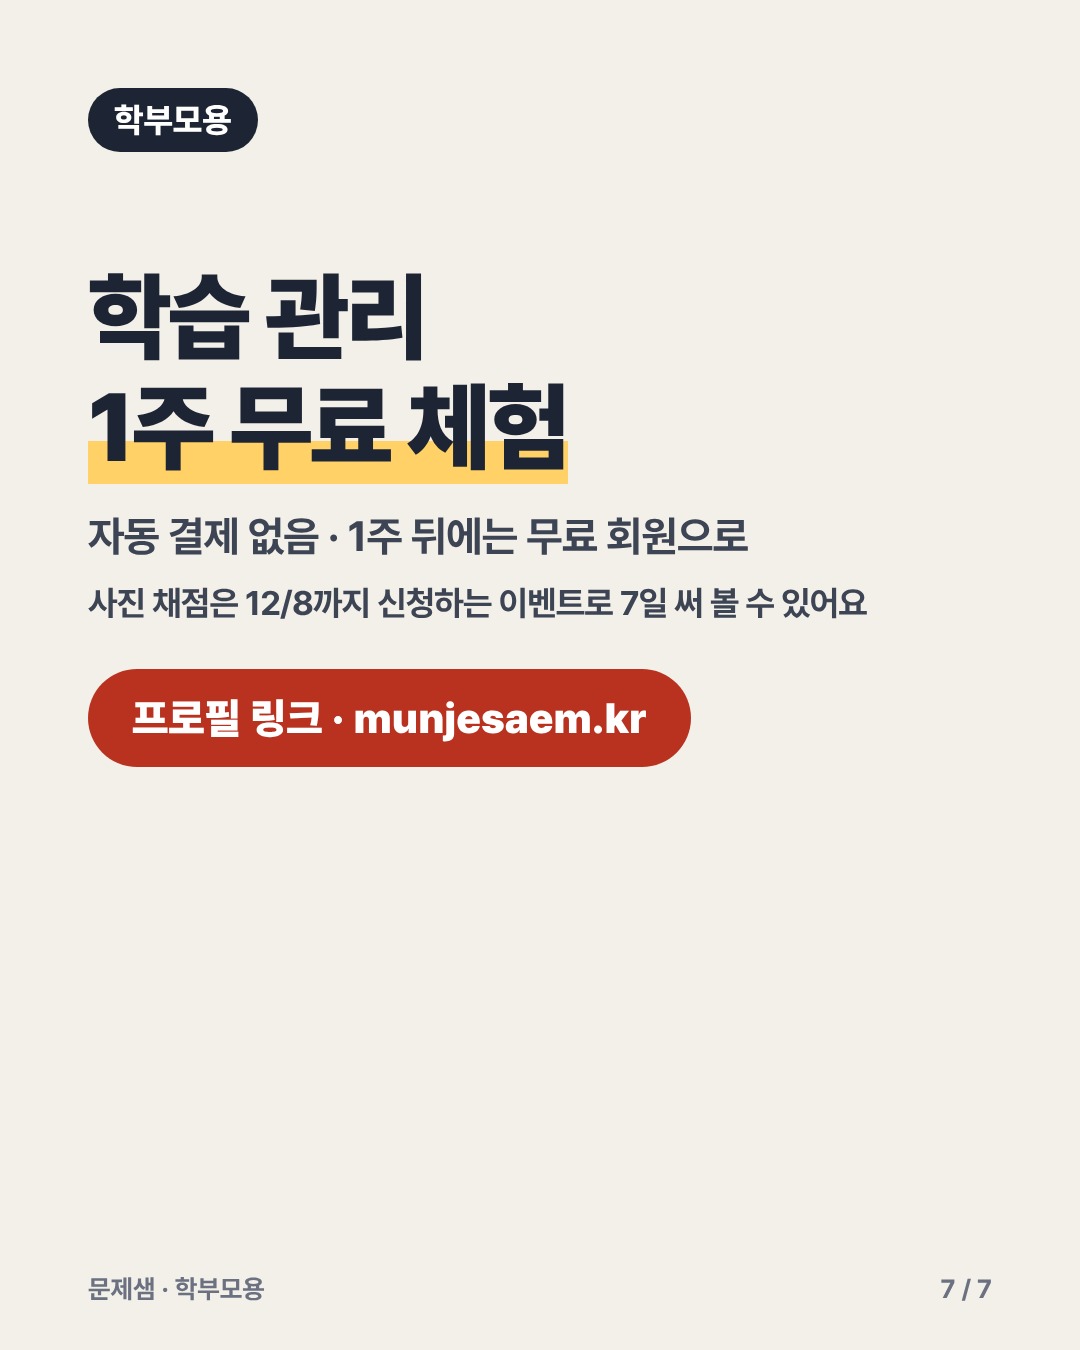 학부모용
학습 관리
1주 무료 체험
자동 결제 없음 · 1주 뒤에는 무료 회원으로
사진 채점은 12/8까지 신청하는 이벤트로 7일 써 볼 수 있어요
프로필 링크 · munjesaem.kr
문제샘 · 학부모용
7 / 7